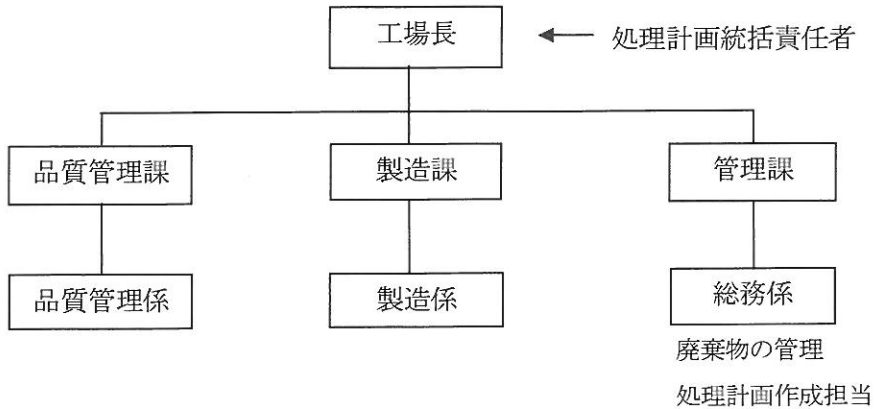 工場長
処理計画統括責任者
品質管理課
製造課
管理課
品質管理係
製造係
総務係
廃棄物の管理
処理計画作成担当